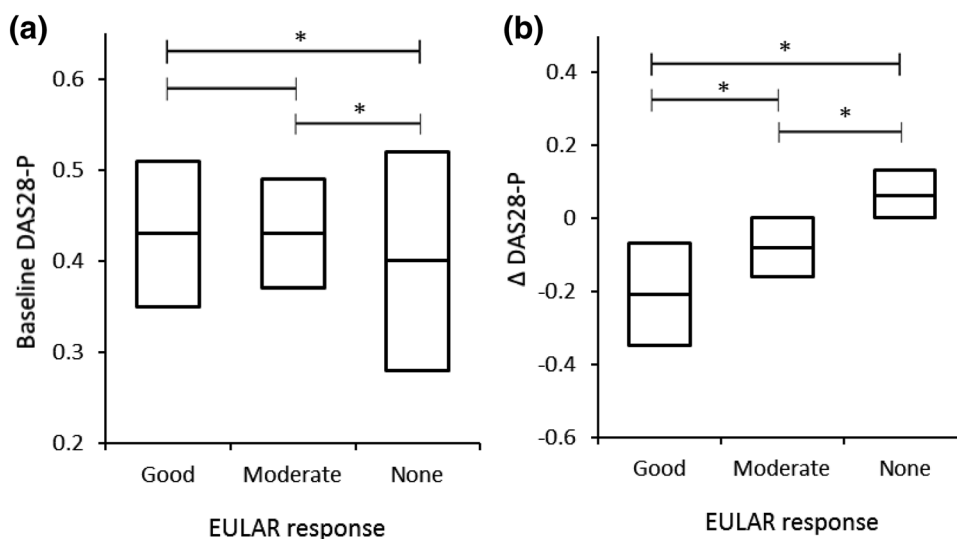 (a)
*
*
Baseline DAS28-P
0.6
0.5
0.4
0.3
0.2
Good Moderate None
EULAR response
(b)
*
*
*
Δ DAS28-P
0.4
0.2
0
-0.2
-0.4
-0.6
Good Moderate None
EULAR response